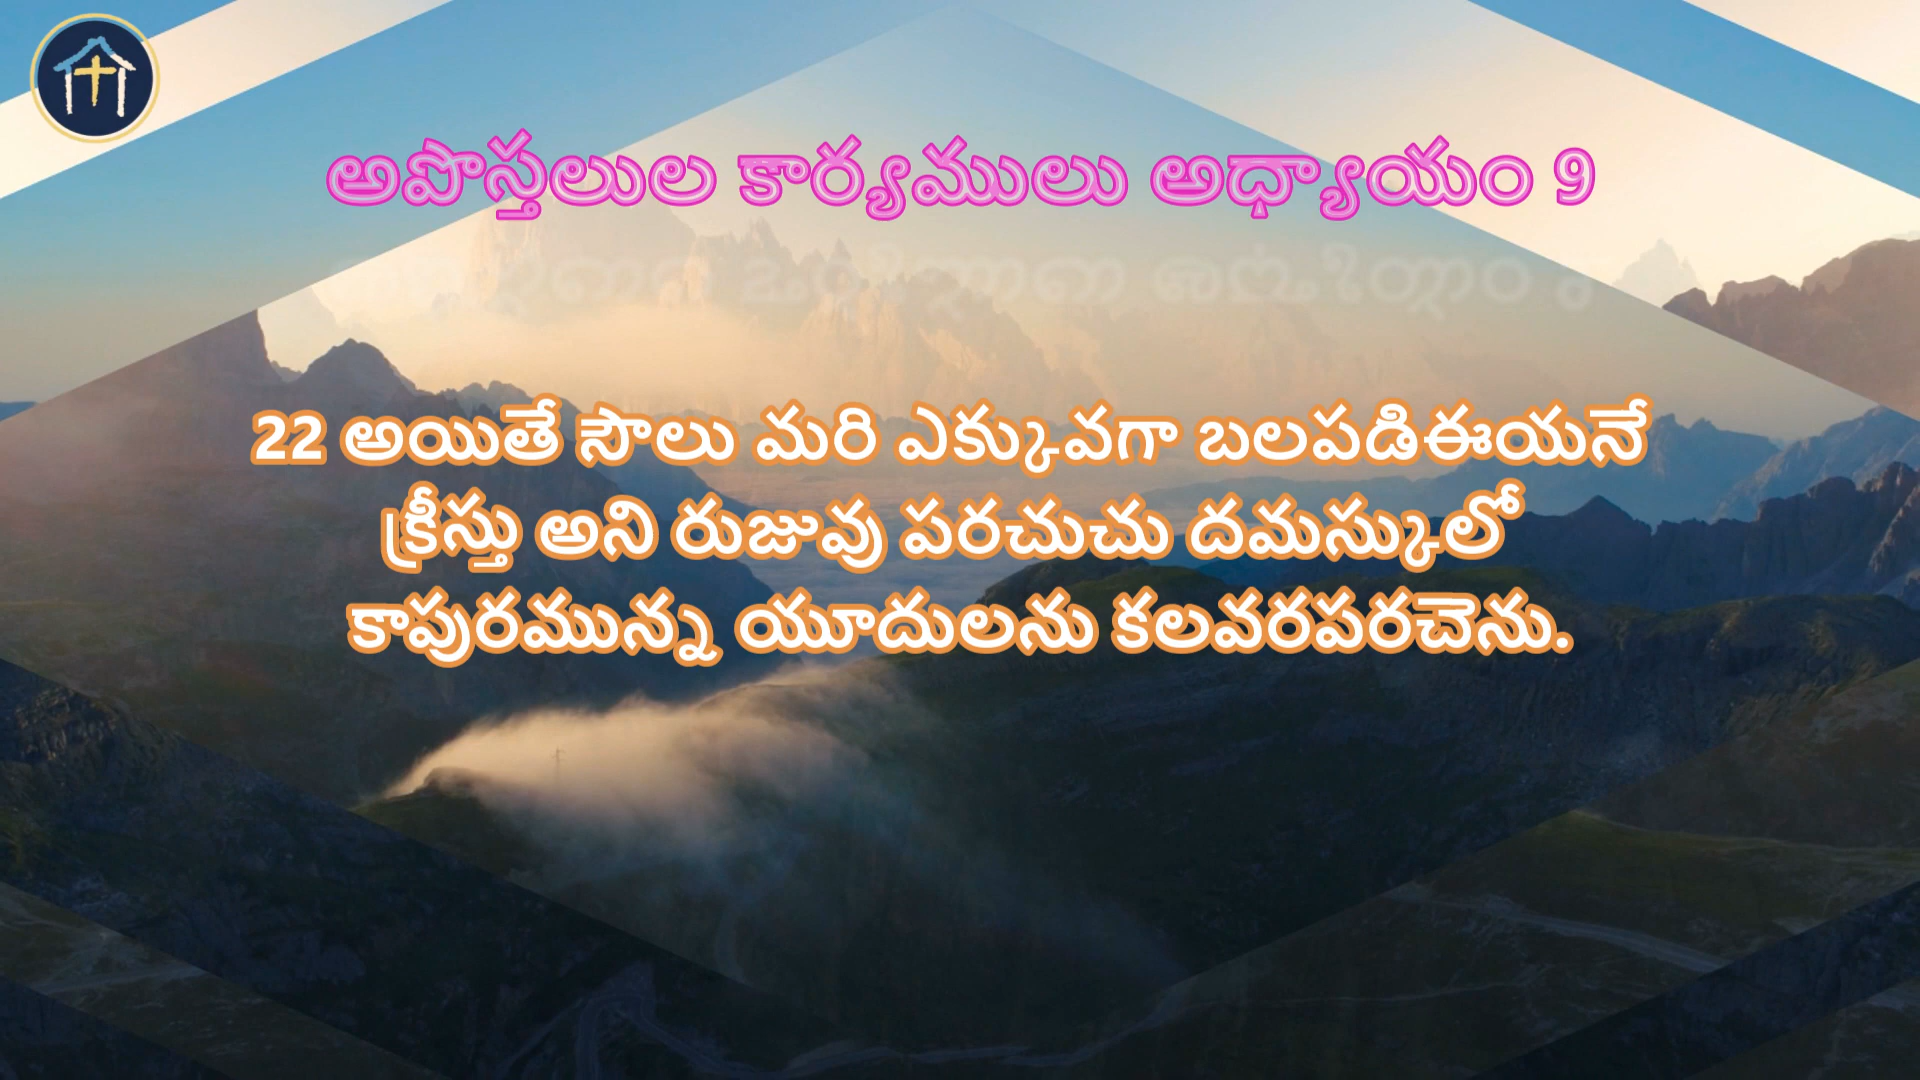 అపొస్తలుల కార్యములు అధ్యాయం 9
22 అయితే సౌలు మరి ఎక్కువగా బలపడిఈయనే
క్రీస్తు అని రుజువు పరచుచు దమస్కులో
కాపురమున్న యూదులను కలవరపరచెను.